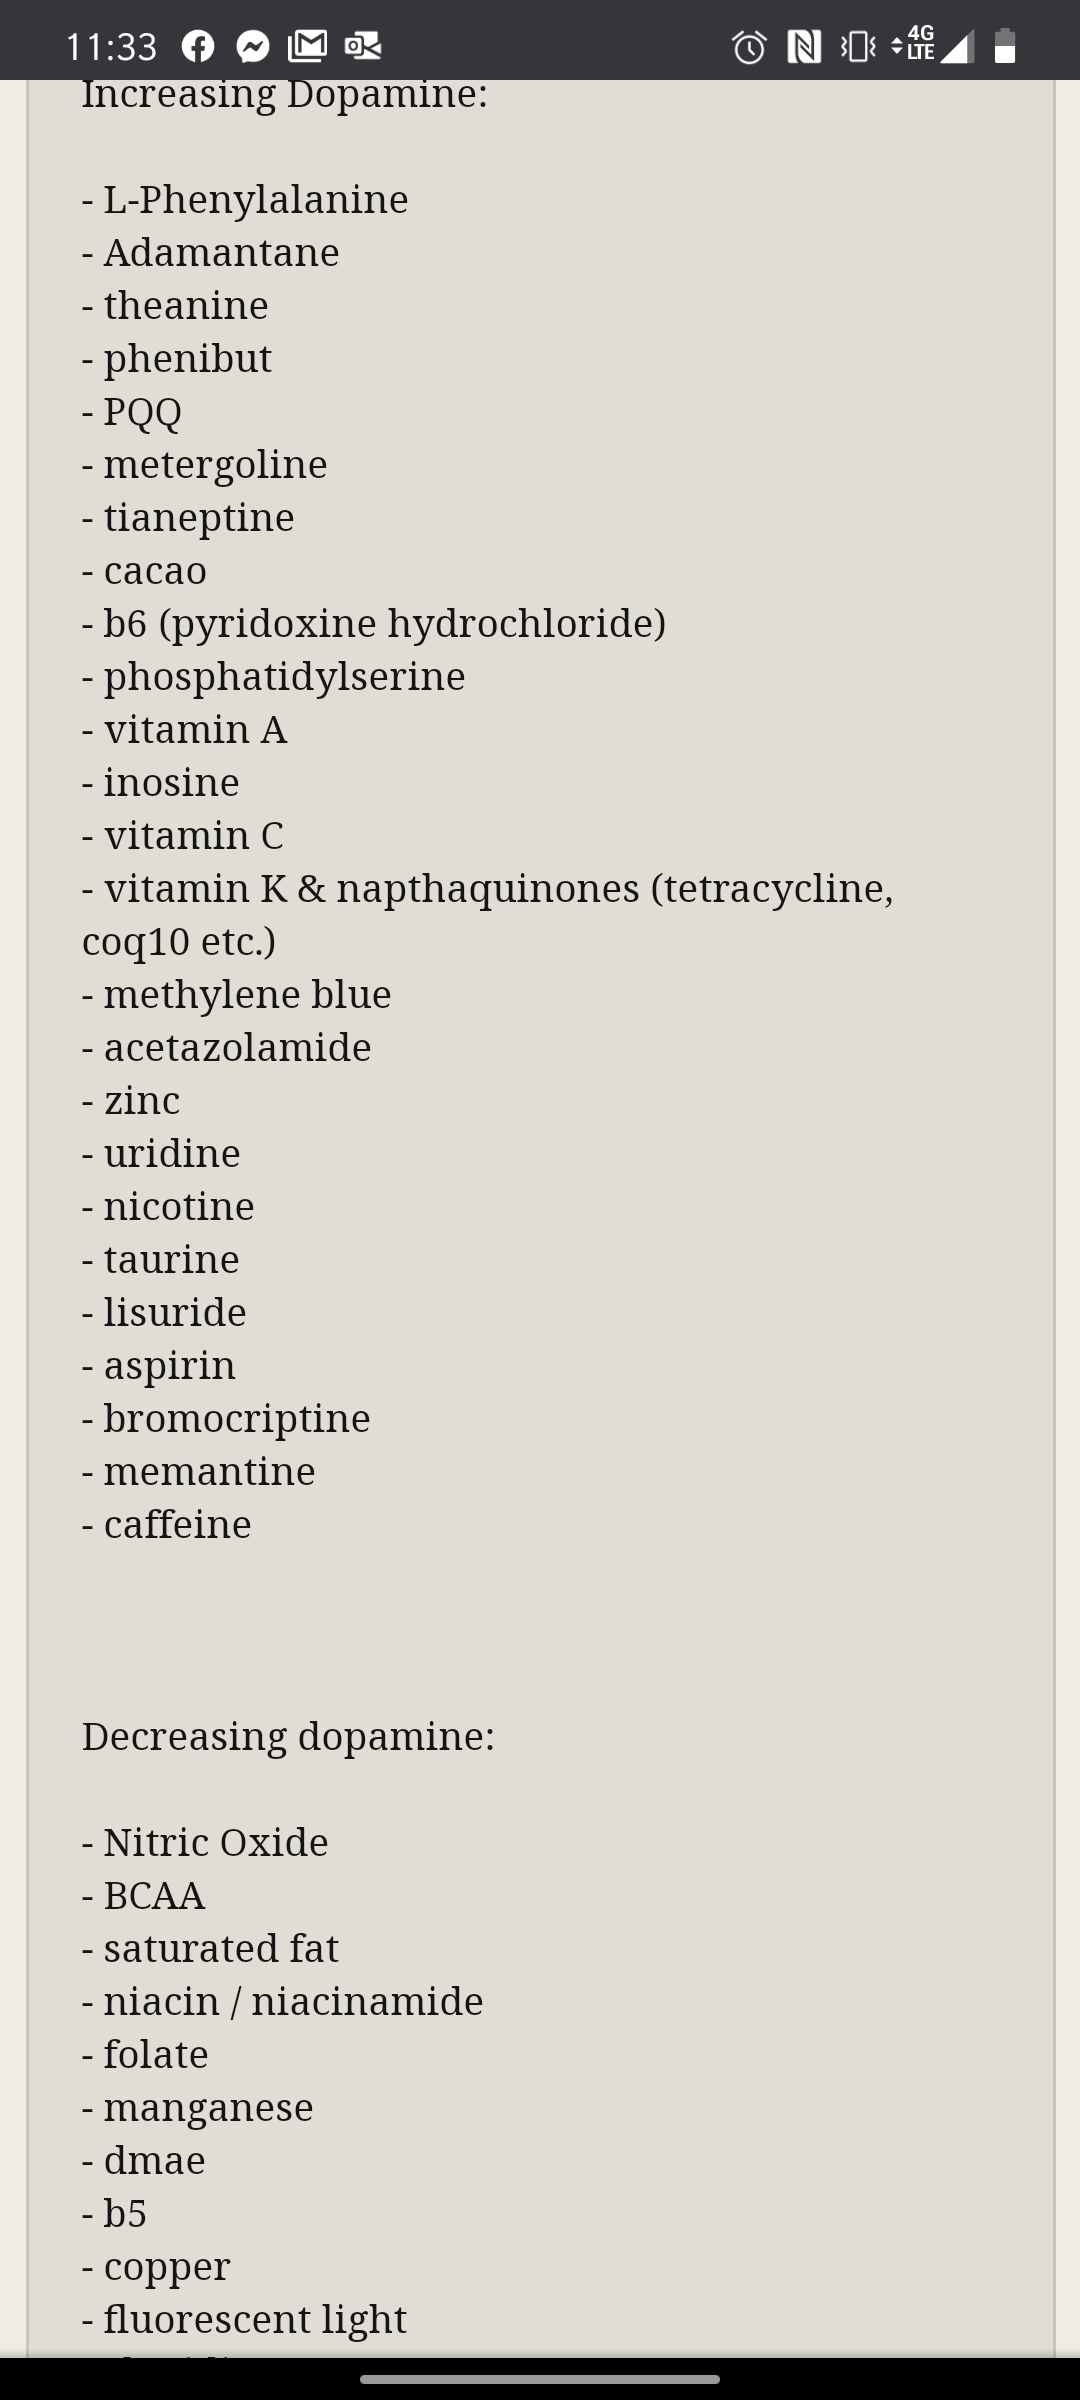 11:33
4G
LTE
Increasing Dopamine:
- L-Phenylalanine
- Adamantane
- theanine
- phenibut
- PQQ
- metergoline
- tianeptine
- cacao
- b6 (pyridoxine hydrochloride)
- phosphatidylserine
- vitamin A
- inosine
- vitamin C
- vitamin K & napthaquinones (tetracycline,
coq10 etc.)
- methylene blue
- acetazolamide
- zinc
- uridine
- nicotine
- taurine
- lisuride
- aspirin
- bromocriptine
- memantine
- caffeine
Decreasing dopamine:
- Nitric Oxide
- BCAA
- saturated fat
- niacin / niacinamide
- folate
- manganese
- dmae
- b5
- copper
- fluorescent light